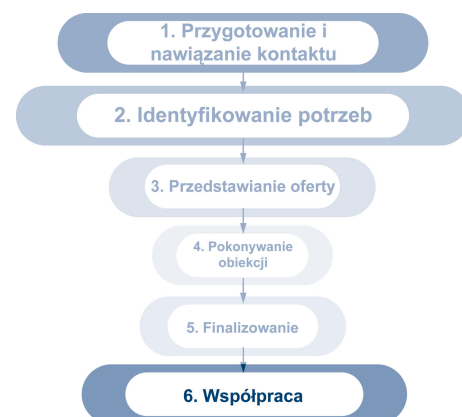 1. Przygotowanie i
nawiązanie kontaktu
2. Identyfikowanie potrzeb
3. Przedstawianie oferty
4. Pokonywanie
obiekcji
5. Finalizowanie
6. Współpraca